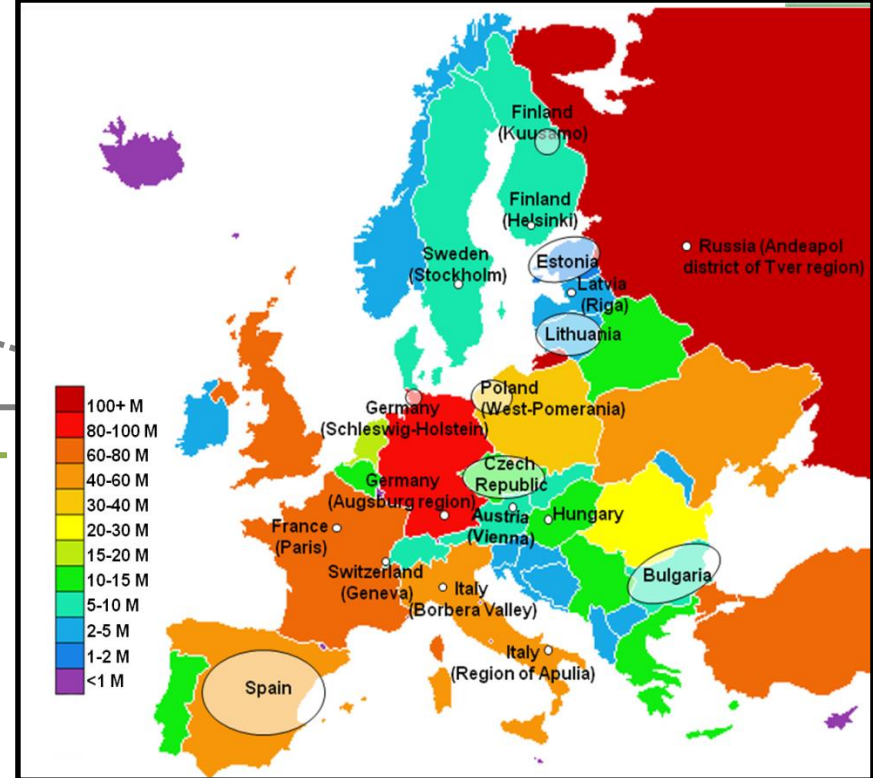 Finland
(Kuusamo)
Finland
(Helsinki)
Sweden
(Stockholm)
Estonia
Russia (Andeapol
district of Tver region)
Latvia
(Riga)
Lithuania
Poland
(West-Pomerania)
Germany
(Schleswig-Holstein)
Czech
Republic
Germany
(Augsburg region)
Austria
(Vienna)
Hungary
France
(Paris)
Switzerland
(Geneva)
Italy
(Borbera Valley)
Bulgaria
Italy
(Region of Apulia)
Spain
100+ M
80-100 M
60-80 M
40-60 M
30-40 M
20-30 M
15-20 M
10-15 M
5-10 M
2-5 M
1-2 M
<1 M